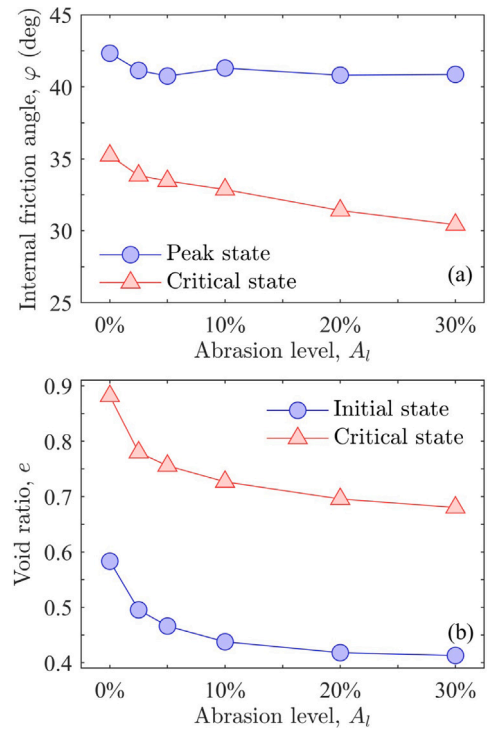 45
40
35
30
25
Internal friction angle, φ (deg)
Peak state
Critical state
(a)
0% 10% 20% 30%
Abrasion level, Al
0.9
0.8
0.7
0.6
0.5
0.4
Void ratio, e
Initial state
Critical state
(b)
0% 10% 20% 30%
Abrasion level, Al